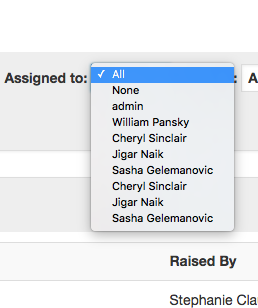 Assigned to:
✓ All
None
admin
William Pansky
Cheryl Sinclair
Jigar Naik
Sasha Gelemanovic
Cheryl Sinclair
Jigar Naik
Sasha Gelemanovic
: A
Raised By
Stephanie Cla